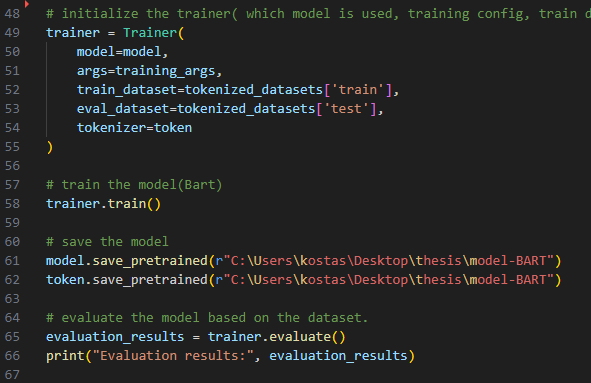 48 # initialize the trainer( which model is used, training config, train d
49 trainer = Trainer(
50     model=model,
51     args=training_args,
52     train_dataset=tokenized_datasets['train'],
53     eval_dataset=tokenized_datasets['test'],
54     tokenizer=token
55 )
56
57 # train the model(Bart)
58 trainer.train()
59
60 # save the model
61 model.save_pretrained(r"C:\Users\kostas\Desktop\thesis\model-BART")
62 token.save_pretrained(r"C:\Users\kostas\Desktop\thesis\model-BART")
63
64 # evaluate the model based on the dataset.
65 evaluation_results = trainer.evaluate()
66 print("Evaluation results:", evaluation_results)
67